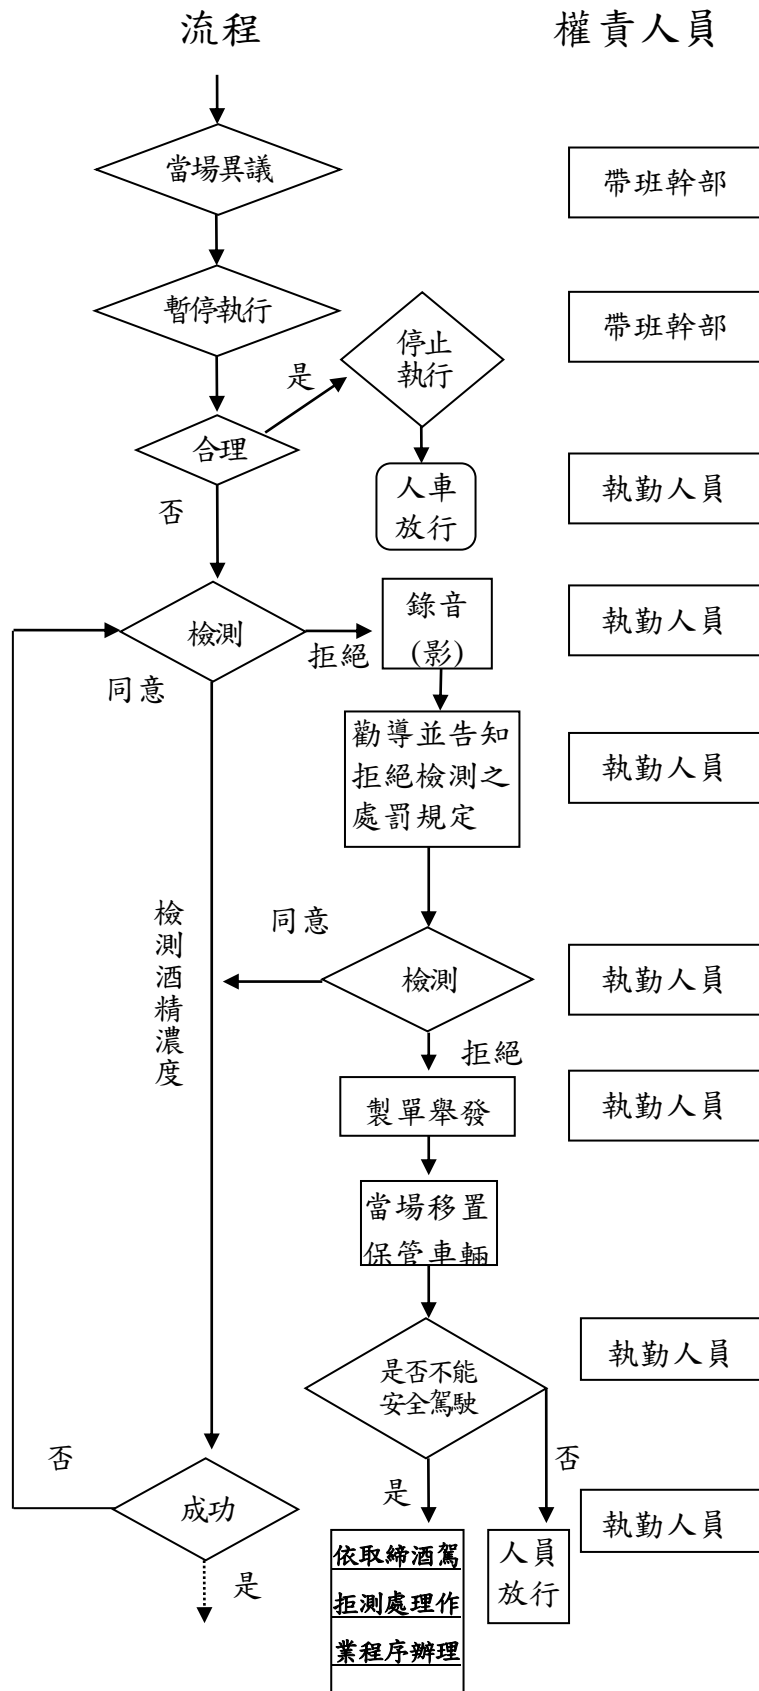 流程
權責人員
當場異議
帶班幹部
暫停執行
停止
執行
帶班幹部
是
合理
人車
放行
執勤人員
否
檢測
錄音
(影)
執勤人員
拒絕
同意
勸導並告知
拒絕檢測之
處罰規定
執勤人員
檢測酒精濃度
同意
檢測
執勤人員
拒絕
製單舉發
執勤人員
當場移置
保管車輛
是否不能
安全駕駛
執勤人員
否
成功
是
否
執勤人員
是
依取締酒駕
拒測處理作
業程序辦理
人員
放行